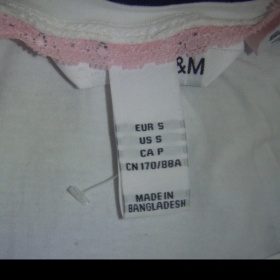 &M
EUR S
US S
CA P
CN 170/88A
MADE IN
BANGLADESH